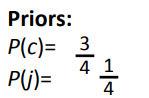 Priors:
P(c)= 3/4
P(j)= 1/4